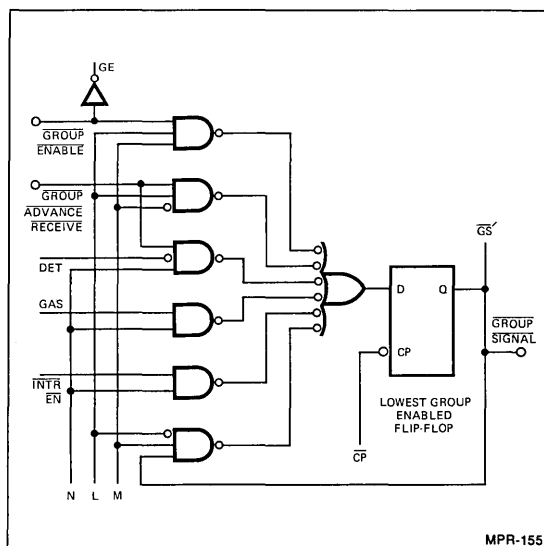 GE
GROUP
ENABLE
GROUP
ADVANCE
RECEIVE
DET
GAS
INTR
EN
N L M
D Q
CP
CP
GS′
GROUP
SIGNAL
LOWEST GROUP
ENABLED
FLIP-FLOP
MPR-155